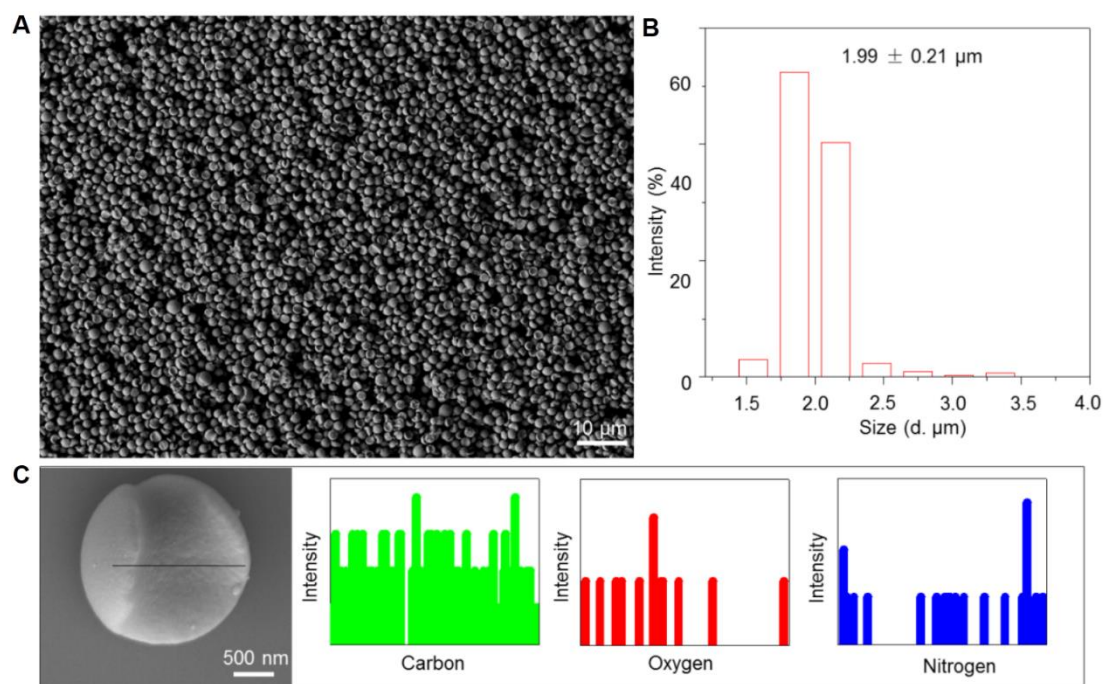 A
10 μm
B
1.99 ± 0.21 μm
60
40
20
0
Intensity (%)
1.5 2.0 2.5 3.0 3.5 4.0
Size (d. μm)
C
500 nm
Intensity
Carbon
Intensity
Oxygen
Intensity
Nitrogen